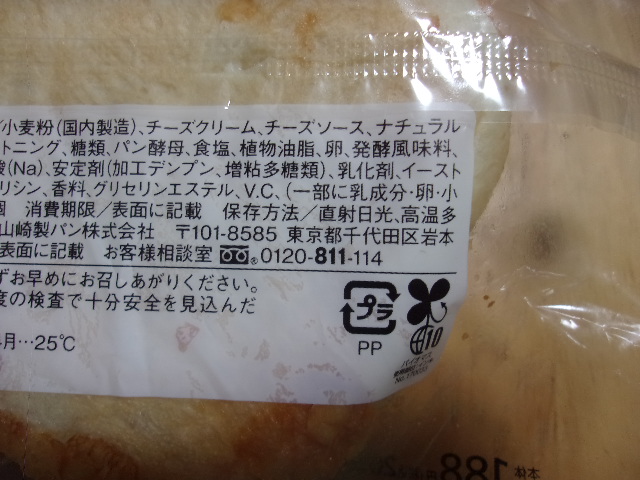 小麦粉(国内製造)、チーズクリーム、チーズソース、ナチュラル
トニング、糖類、パン酵母、食塩、植物油脂、卵、発酵風味料、
酸(Na)、安定剤(加工デンプン、増粘多糖類)、乳化剤、イースト
リシン、香料、グリセリンエステル、V.C、(一部に乳成分・卵・小
個 消費期限/表面に記載 保存方法/直射日光、高温多
山崎製パン株式会社 〒101-8585 東京都千代田区岩本
表面に記載 お客様相談室 0120-811-114
ずお早めにお召しあがりください。
度の検査で十分安全を見込んだ
月…25℃
プラ
PP
10
188
本体